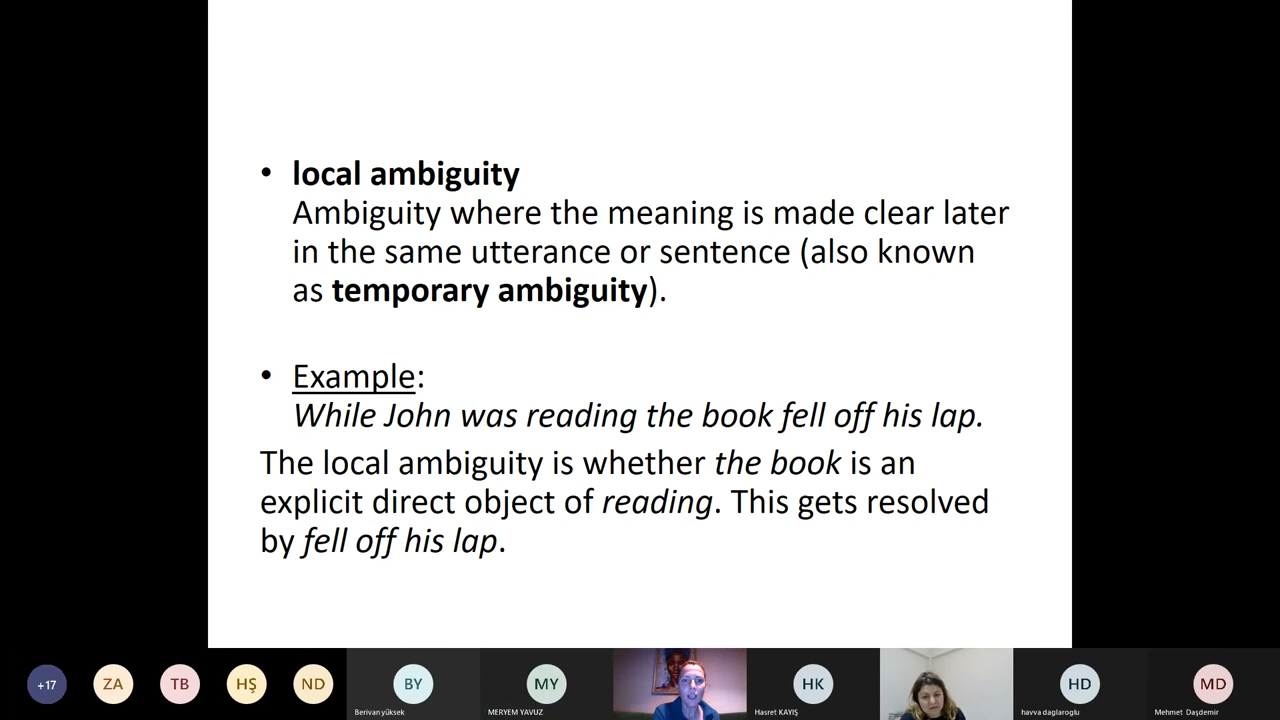 • local ambiguity
Ambiguity where the meaning is made clear later
in the same utterance or sentence (also known
as temporary ambiguity).
• Example:
While John was reading the book fell off his lap.
The local ambiguity is whether the book is an
explicit direct object of reading. This gets resolved
by fell off his lap.
+17
ZA
TB
HŞ
ND
BY
MY
HK
HD
MD
Berivan yüksek
MERYEM YAVUZ
Hasret KAYIŞ
havva daglaroglu
Mehmet Daşdemir